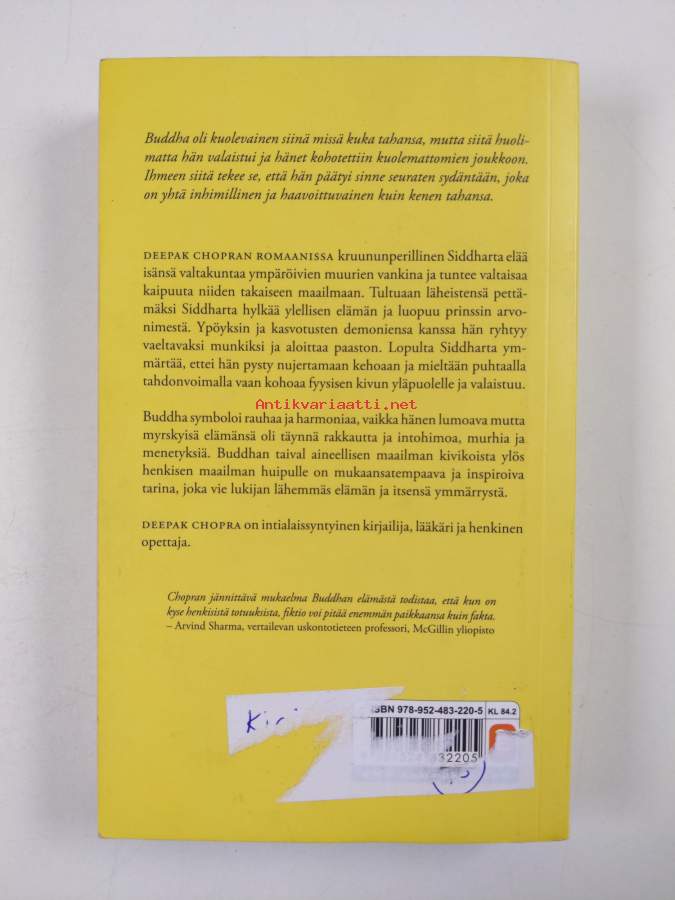 Buddha oli kuolevainen siinä missä kuka tahansa, mutta siitä huoli-
matta hän valaistui ja hänet kohotettiin kuolemattomien joukkoon.
Ihmeen siitä tekee se, että hän päätyi sinne seuraten sydäntään, joka
on yhtä inhimillinen ja haavoittuvainen kuin kenen tahansa.
DEEPAK CHOPRAN ROMAANISSA kruununperillinen Siddharta elää
isänsä valtakuntaa ympäröivien muurien vankina ja tuntee valtaisaa
kaipuuta niiden takaiseen maailmaan. Tultuaan läheistensä pettä-
mäksi Siddharta hylkää ylellisen elämän ja luopuu prinssin arvo-
nimestä. Ypöyksin ja kasvotusten demoniensa kanssa hän ryhtyy
vaeltavaksi munkiksi ja aloittaa paaston. Lopulta Siddharta ym-
märtää, ettei hän pysty nujertamaan kehoaan ja mieltään puhtaalla
tahdonvoimalla vaan kohoaa fyysisen kivun yläpuolelle ja valaistuu.
Antikvariaatti.net
Buddha symboloi rauhaa ja harmoniaa, vaikka hänen lumoava mutta
myrskyisä elämänsä oli täynnä rakkautta ja intohimoa, murhia ja
menetyksiä. Buddhan taival aineellisen maailman kivikoista ylös
henkisen maailman huipulle on mukaansatempaava ja inspiroiva
tarina, joka vie lukijan lähemmäs elämän ja itsensä ymmärrystä.
DEEPAK CHOPRA on intialaissyntyinen kirjailija, lääkäri ja henkinen
opettaja.
Chopran jännittävä mukaelma Buddhan elämästä todistaa, että kun on
kyse henkisistä totuuksista, fiktio voi pitää enemmän paikkaansa kuin fakta.
– Arvind Sharma, vertailevan uskontotieteen professori, McGillin yliopisto
ISBN 978-952-483-220-5 KL 84.2
32205